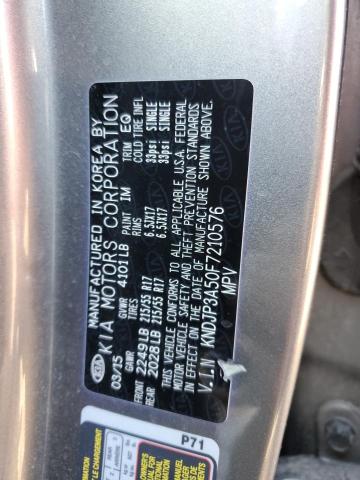 MANUFACTURED IN KOREA BY
KIA MOTORS CORPORATION
03/15 GVWR 4101LB PAINT IM TRIM EQ
GAWR TIRES COLD TIRE INFL
FRONT 2249LB 215/55 R17 6.5JX17 33psi SINGLE
REAR 2028LB 215/55 R17 6.5JX17 33psi SINGLE
THIS VEHICLE CONFORMS TO ALL APPLICABLE U.S.A. FEDERAL
MOTOR VEHICLE SAFETY AND THEFT PREVENTION STANDARDS
IN EFFECT ON THE DATE OF MANUFACTURE SHOWN ABOVE.
V.I.N KNDJP3A50F7210576
MPV
KIA
P71